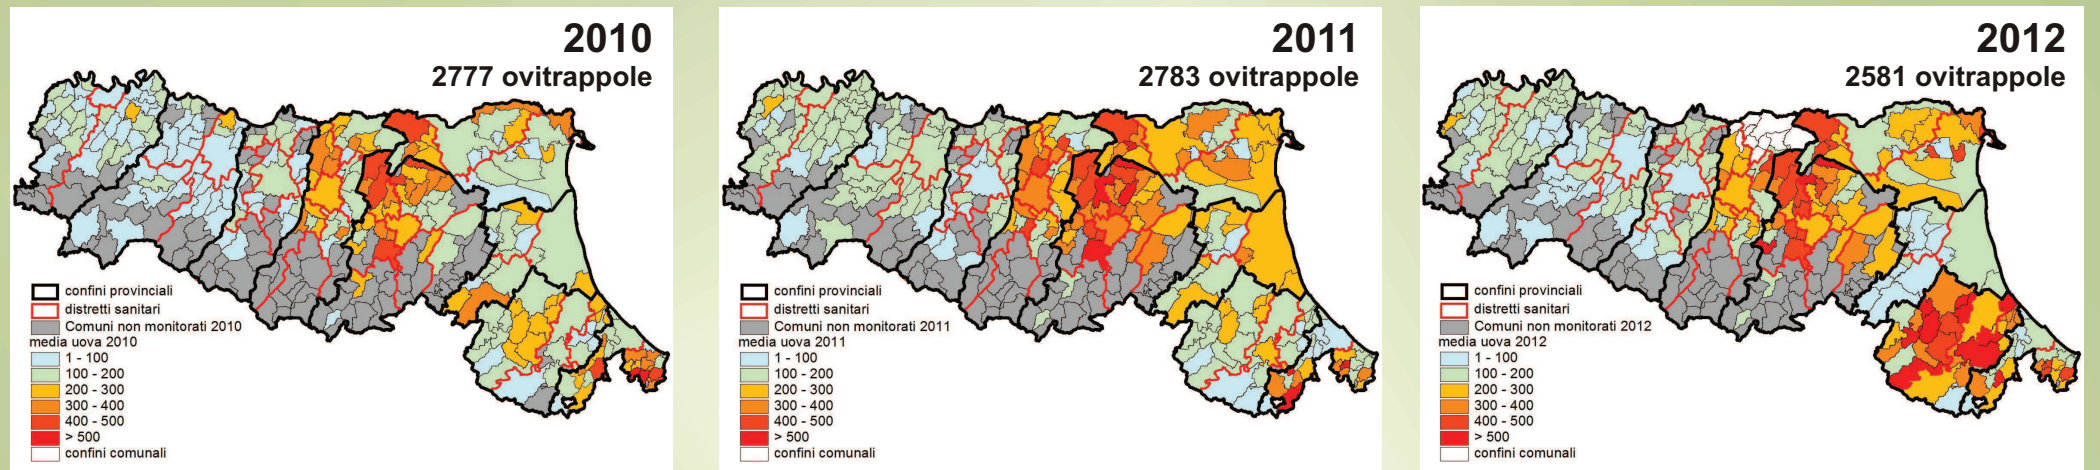 2010
2777 ovitrappole
confini provinciali
distretti sanitari
Comuni non monitorati 2010
media uova 2010
1 - 100
100 - 200
200 - 300
300 - 400
400 - 500
> 500
confini comunali
2011
2783 ovitrappole
confini provinciali
distretti sanitari
Comuni non monitorati 2011
media uova 2011
1 - 100
100 - 200
200 - 300
300 - 400
400 - 500
> 500
confini comunali
2012
2581 ovitrappole
confini provinciali
distretti sanitari
Comuni non monitorati 2012
media uova 2012
1 - 100
100 - 200
200 - 300
300 - 400
400 - 500
> 500
confini comunali